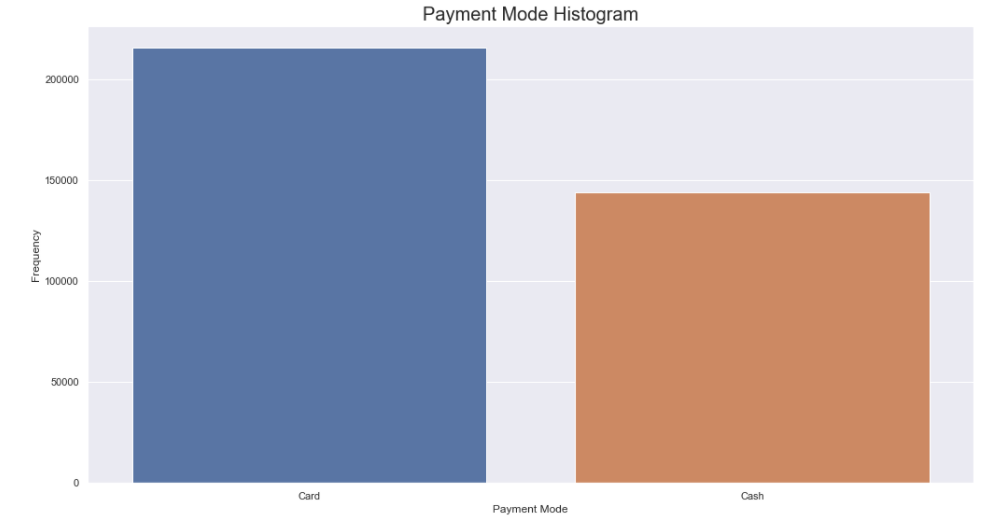 Payment Mode Histogram
200000
150000
100000
50000
0
Frequency
Card
Cash
Payment Mode